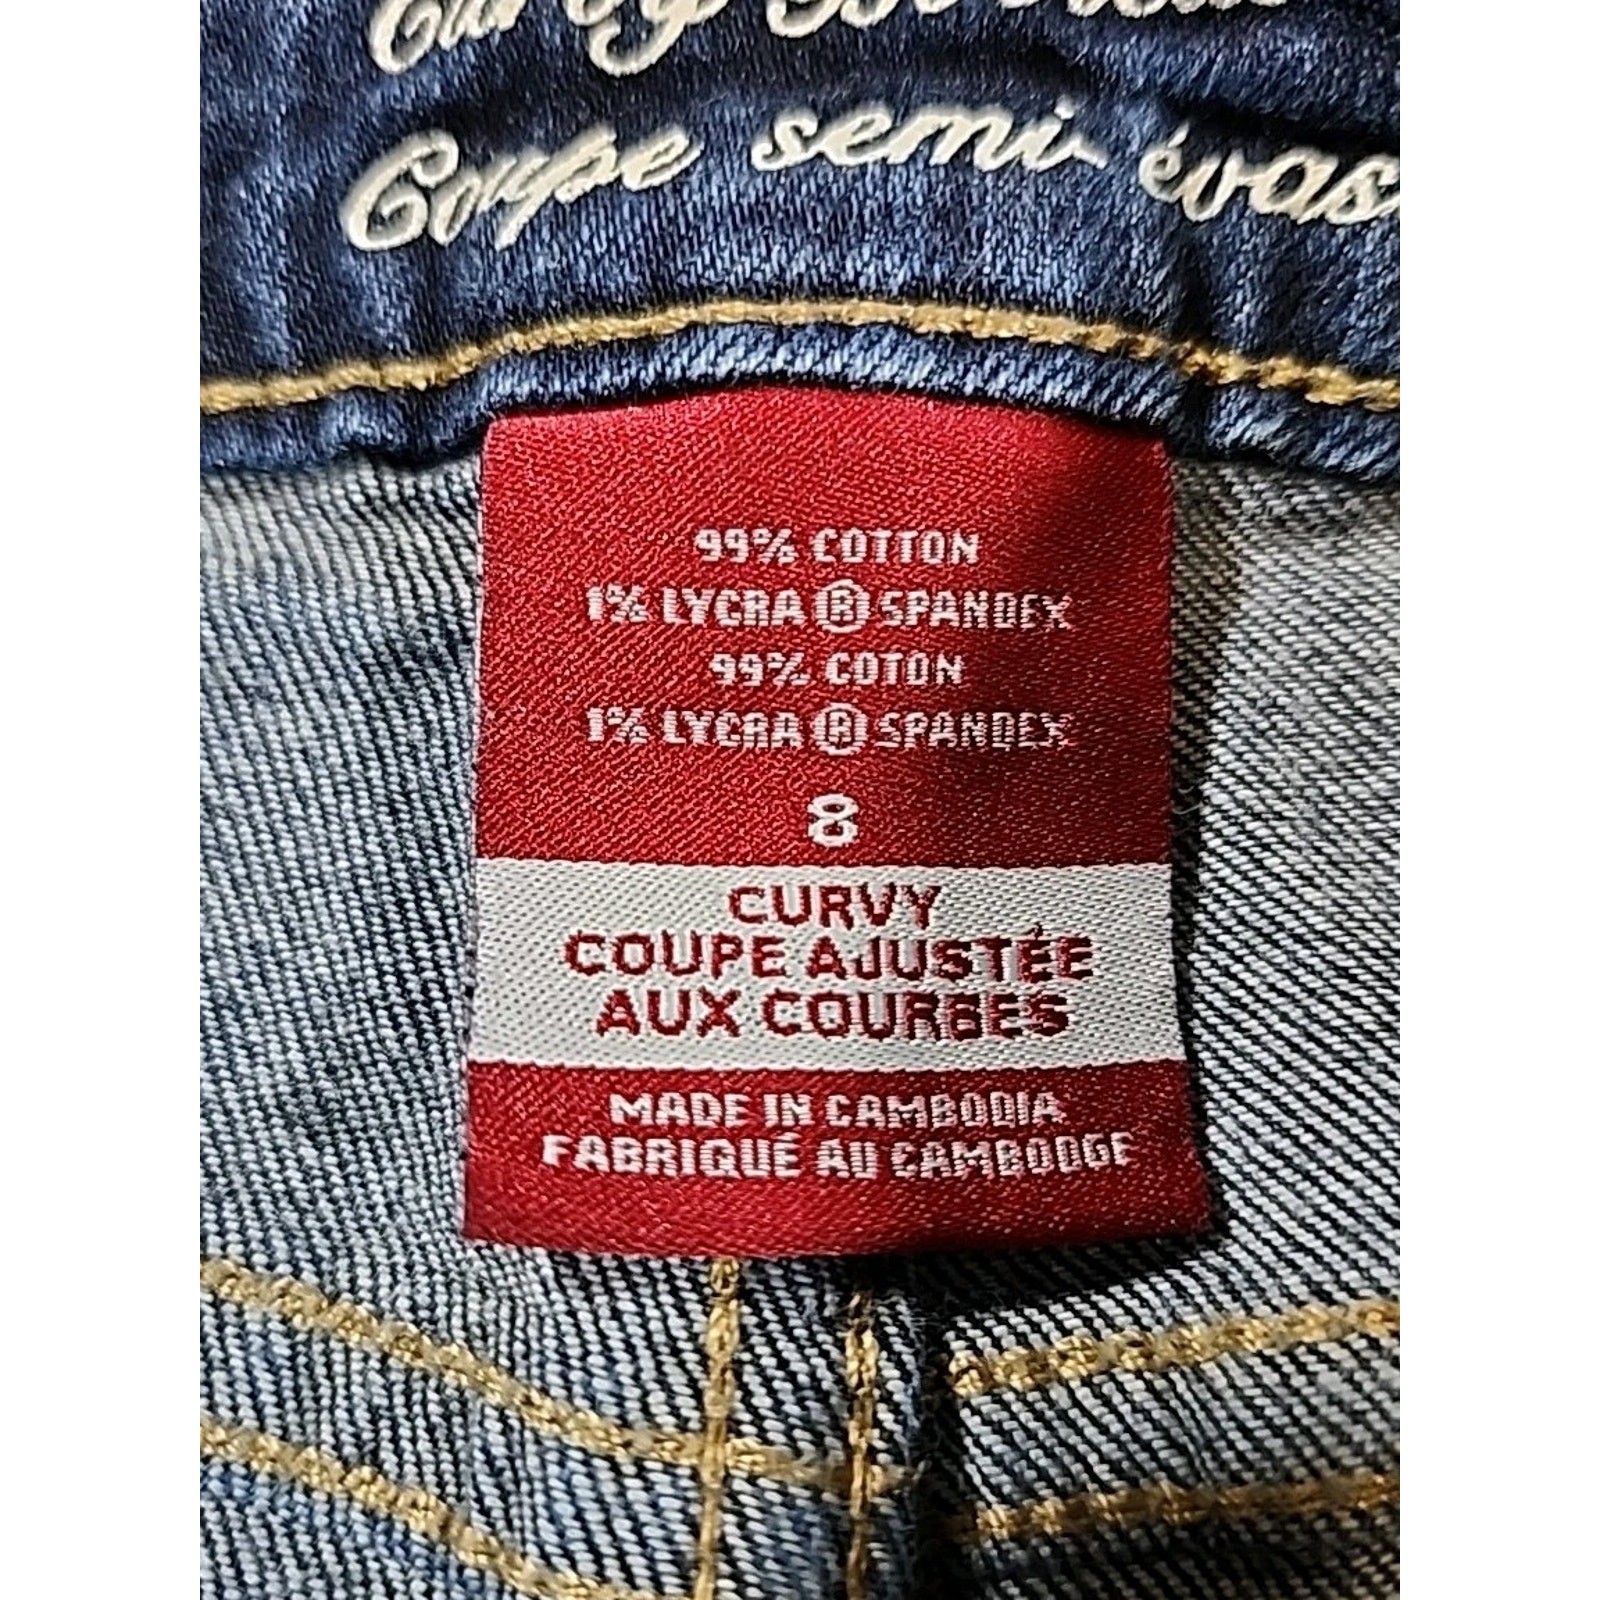 Curvy
Coupe semi-évas
99% COTTON
1% LYCRA ® SPANDEX
99% COTON
1% LYCRA ® SPANDEX
8
CURVY
COUPE AJUSTÉE
AUX COURBES
MADE IN CAMBODIA
FABRIQUÉ AU CAMBODGE